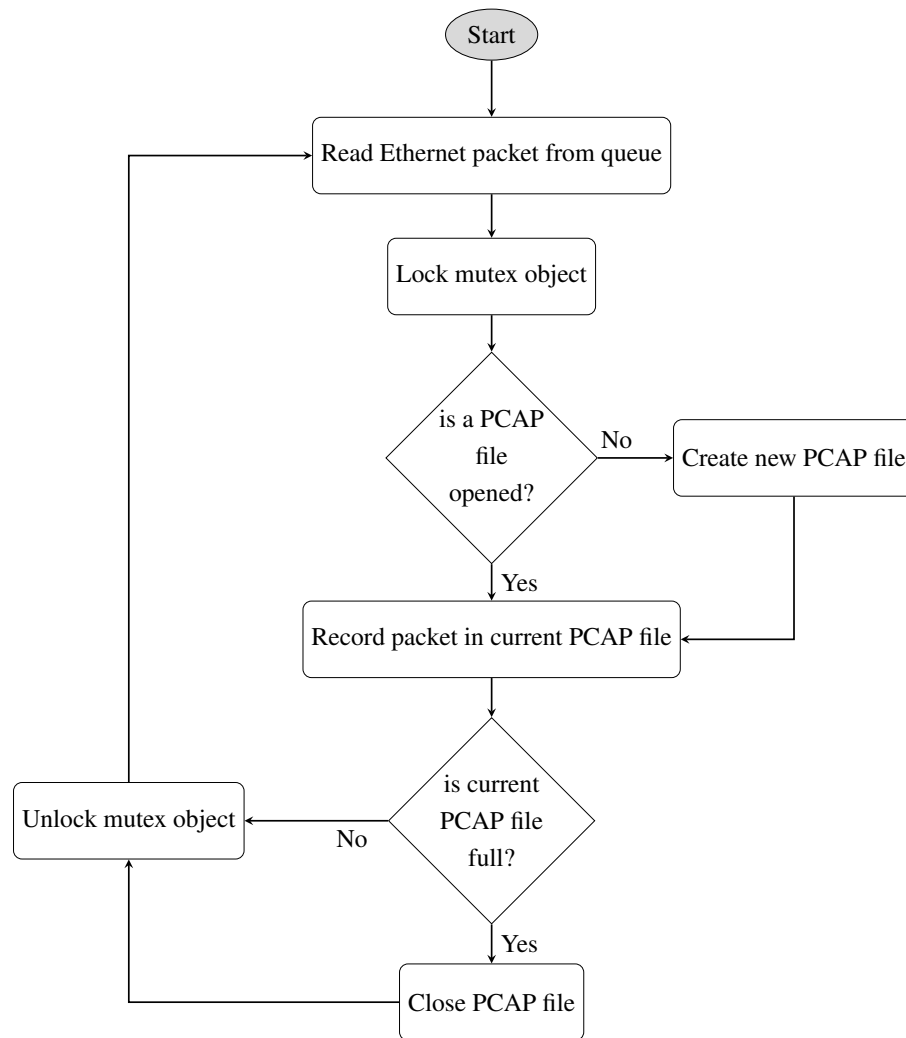 Start
Read Ethernet packet from queue
Lock mutex object
is a PCAP
file
opened?
No
Create new PCAP file
Yes
Record packet in current PCAP file
is current
PCAP file
full?
No
Unlock mutex object
Yes
Close PCAP file